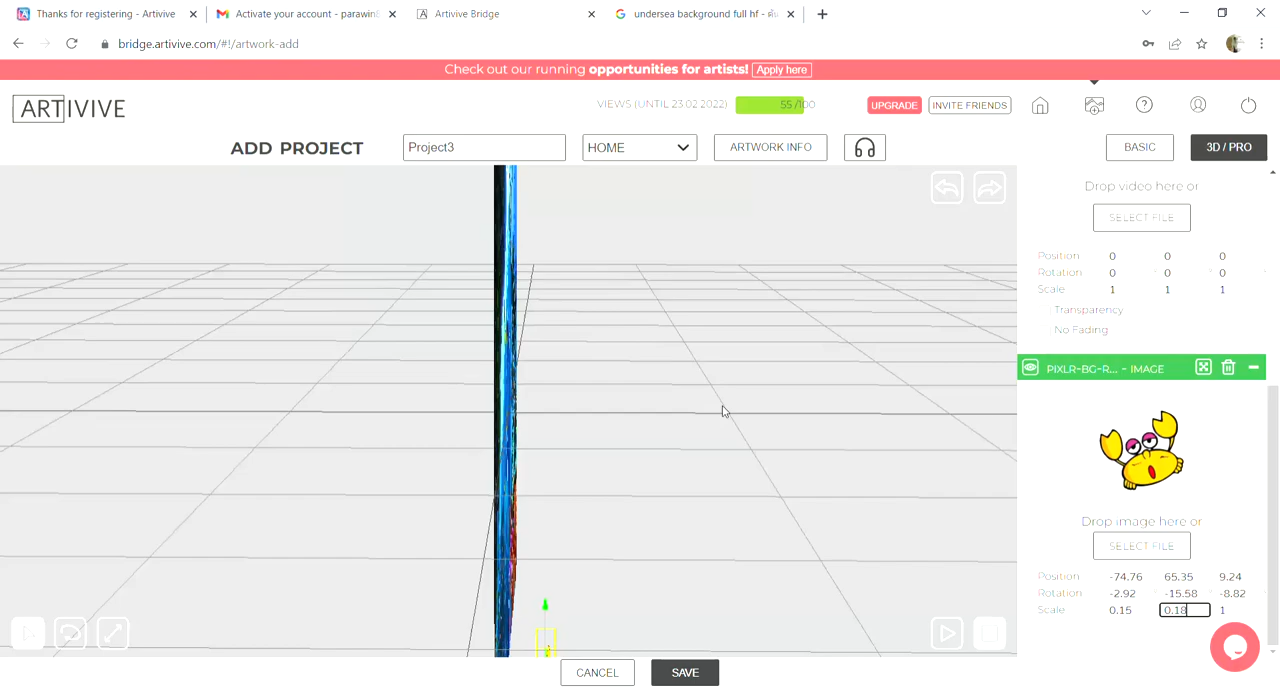 Thanks for registering - Artivive
Activate your account - parawin
Artivive Bridge
undersea background full hf - ค้น
bridge.artivive.com/#!/artwork-add
Check out our running opportunities for artists! Apply here
ARTIVIVE
VIEWS (UNTIL 23.02 2022)
55 /100
UPGRADE
INVITE FRIENDS
ADD PROJECT
Project3
HOME
ARTWORK INFO
BASIC
3D / PRO
Drop video here or
SELECT FILE
Position 0 0 0
Rotation 0 0 0
Scale 1 1 1
Transparency
No Fading
PIXLR-BG-R... - IMAGE
Drop image here or
SELECT FILE
Position -74.76 65.35 9.24
Rotation -2.92 -15.58 -8.82
Scale 0.15 0.18 1
CANCEL
SAVE